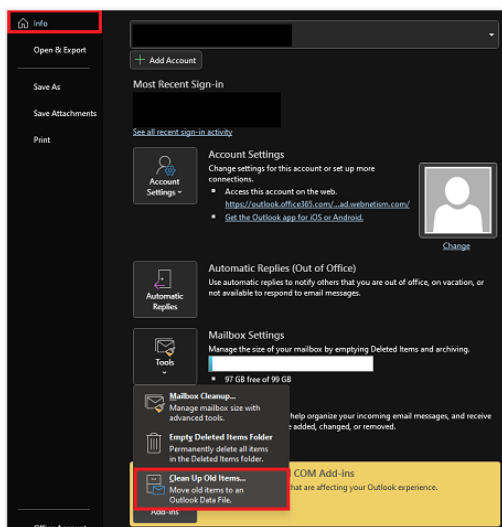 Info
Open & Export
Add Account
Save As
Most Recent Sign-in
Save Attachments
Print
See all recent sign-in activity
Account Settings
Account Settings
Change settings for this account or set up more
connections.
Access this account on the web.
https://outlook.office365.com/...ad.webnetism.com/
Get the Outlook app for iOS or Android.
Change
Automatic Replies
Automatic Replies (Out of Office)
Use automatic replies to notify others that you are out of office, on vacation, or
not available to respond to email messages.
Tools
Mailbox Settings
Manage the size of your mailbox by emptying Deleted Items and archiving.
97 GB free of 99 GB
Mailbox Cleanup...
Manage mailbox size with
advanced tools.
help organize your incoming email messages, and receive
added, changed, or removed.
Empty Deleted Items Folder
Permanently delete all items
in the Deleted Items folder.
Clean Up Old Items...
Move old items to an
Outlook Data File.
COM Add-ins
that are affecting your Outlook experience.
Add-ins